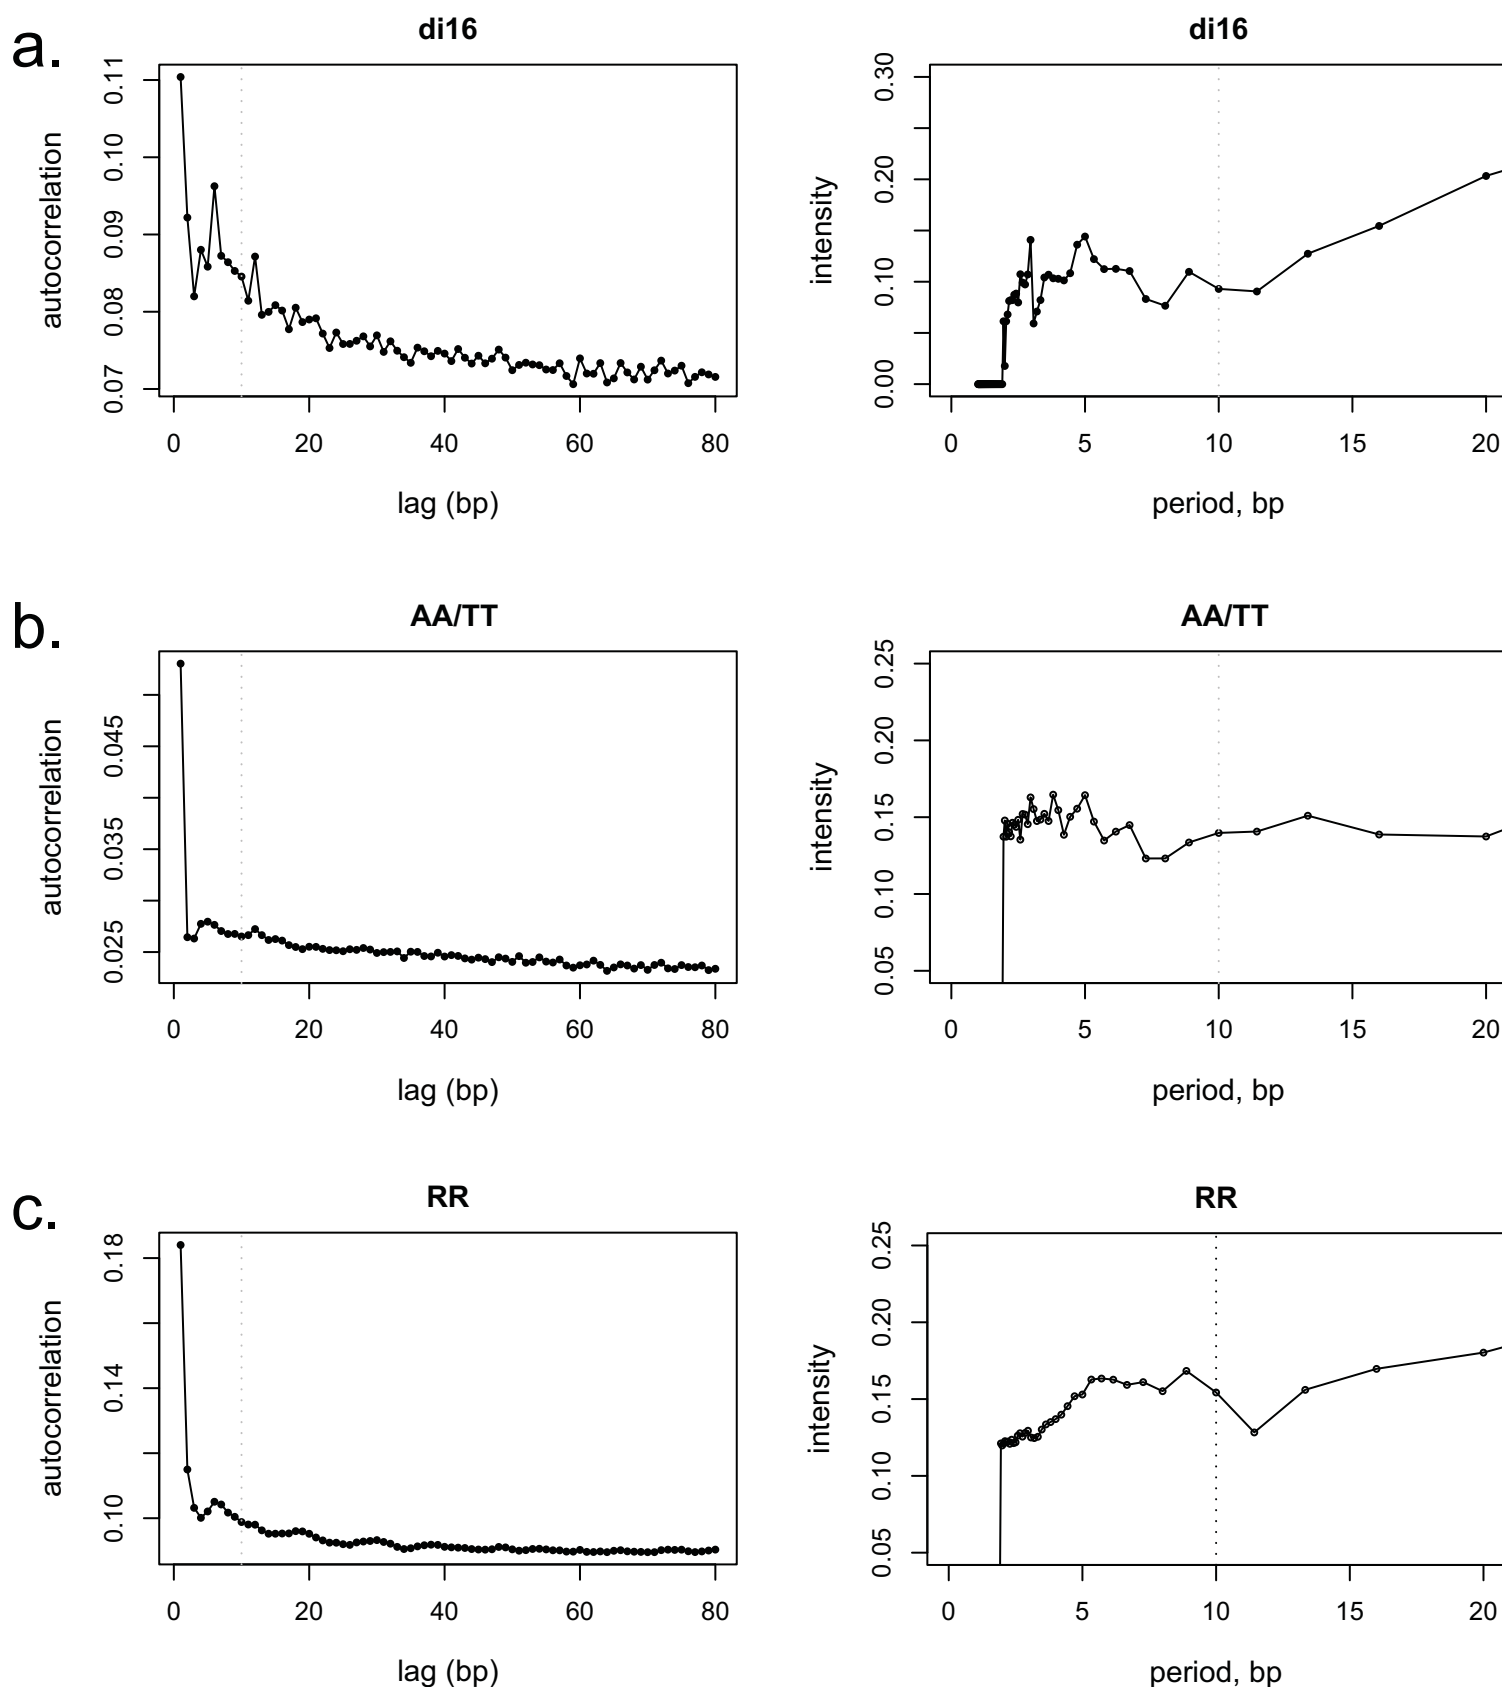 a.
di16
autocorrelation
0.07 0.08 0.09 0.10 0.11
0 20 40 60 80
lag (bp)
di16
intensity
0.00 0.10 0.20 0.30
0 5 10 15 20
period, bp
b.
AA/TT
autocorrelation
0.025 0.035 0.045
0 20 40 60 80
lag (bp)
AA/TT
intensity
0.05 0.10 0.15 0.20 0.25
0 5 10 15 20
period, bp
c.
RR
autocorrelation
0.10 0.14 0.18
0 20 40 60 80
lag (bp)
RR
intensity
0.05 0.10 0.15 0.20 0.25
0 5 10 15 20
period, bp